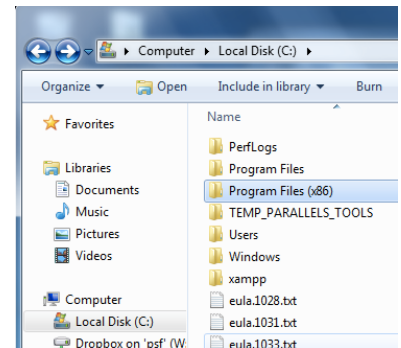 Computer Local Disk (C:)
Organize Open Include in library Burn
Favorites
Libraries
Documents
Music
Pictures
Videos
Computer
Local Disk (C:)
Dropbox on 'psf' (W:
Name
PerfLogs
Program Files
Program Files (x86)
TEMP_PARALLELS_TOOLS
Users
Windows
xampp
eula.1028.txt
eula.1031.txt
eula.1033.txt